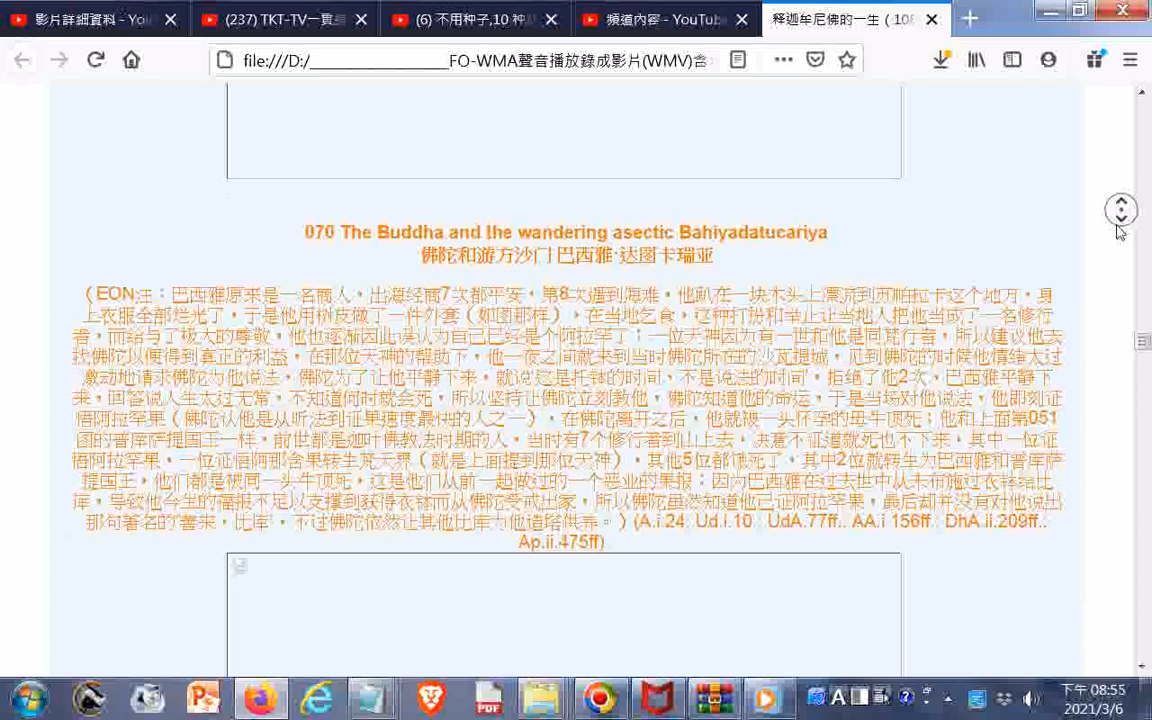 影片詳細資料 - You
(237) TKT-TV一貫
(6) 不用种子,10 种
頻道內容 - YouTub
释迦牟尼佛的一生（108
file:///D:/________________FO-WMA聲音播放錄成影片(WMV)含
070 The Buddha and the wandering asectic Bahiyadatucariya
佛陀和游方沙门 巴西雅·达图卡瑞亚
（EON注：巴西雅原来是一名商人，出海经商7次都平安，第8次遇到海难，他趴在一块木头上漂流到苏帕拉卡这个地方，身
上衣服全部烂光了，于是他用树皮做了一件外套（如图那样），在当地乞食，这种打扮和举止让当地人把他当成了一名修行
者，而给与了极大的尊敬，他也逐渐因此误认为自己已经是个阿拉罕了；一位天神因为有一世和他是同梵行者，所以建议他去
找佛陀以便得到真正的利益，在那位天神的帮助下，他一夜之间就来到当时佛陀所在的沙瓦提城，见到佛陀的时候他情绪太过
激动地请求佛陀为他说法，佛陀为了让他平静下来，就说'这是托钵的时间，不是说法的时间'，拒绝了他2次，巴西雅平静下
来，回答说人生太过无常，不知道何时就会死，所以坚持让佛陀立刻教他，佛陀知道他的命运，于是当场对他说法，他即刻证
悟阿拉罕果（佛陀认他是从听法到证果速度最快的人之一），在佛陀离开之后，他就被一头怀孕的母牛顶死；他和上面第051
图的普库萨提国王一样，前世都是迦叶佛教法时期的人，当时有7个修行者到山上去，决意不证道就死也不下来，其中一位证
悟阿拉罕果，一位证悟阿那含果转生梵天界（就是上面提到那位天神），其他5位都饿死了，其中2位就转生为巴西雅和普库萨
提国王，他们都是被同一头牛顶死，这是他们从前一起做过的一个恶业的果报；因为巴西雅在过去世中从未布施过衣钵给比
库，导致他今生的福报不足以支撑到获得衣钵而从佛陀受戒出家，所以佛陀虽然知道他已证阿拉罕果，最后却并没有对他说出
那句著名的'善来，比库'，不过佛陀依然让其他比库为他造塔供养。）(A.i.24; Ud.i.10 ; UdA.77ff.; AA.i 156ff.; DhA.ii.209ff.;
Ap.ii.475ff)
PDF
A
下午 08:55
2021/3/6